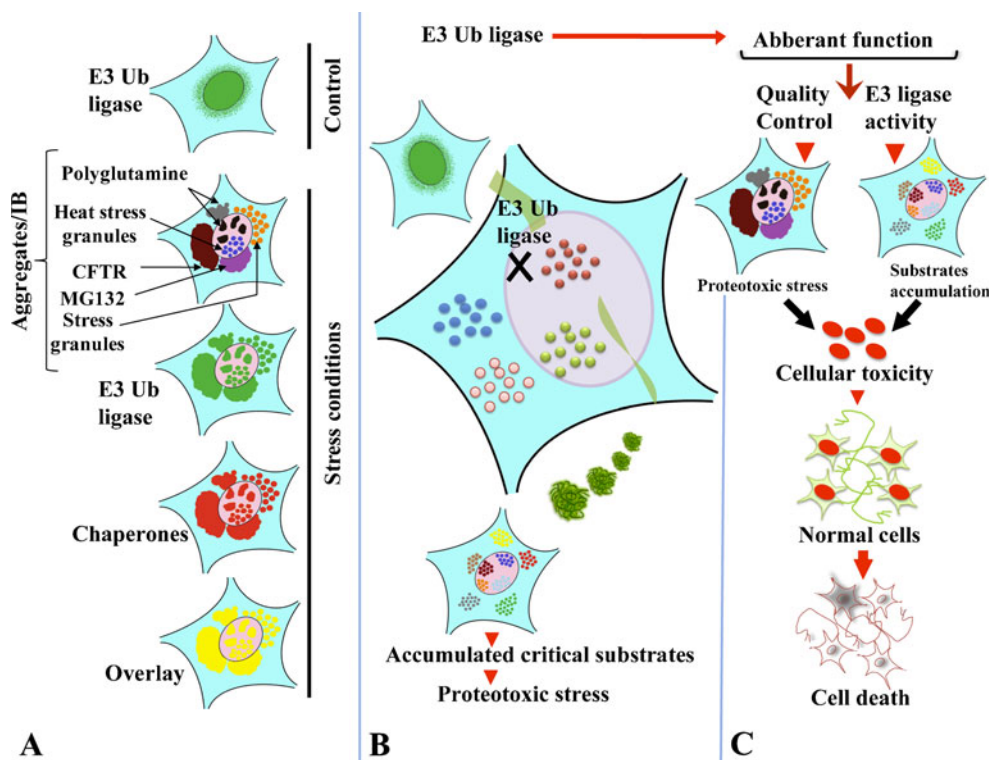 E3 Ub
ligase
Control
Aggregates/IB
Polyglutamine
Heat stress
granules
CFTR
MG132
Stress
granules
E3 Ub
ligase
Chaperones
Overlay
Stress conditions
A
E3 Ub
ligase
Accumulated critical substrates
Proteotoxic stress
B
E3 Ub ligase
Abberant function
Quality
Control
E3 ligase
activity
Proteotoxic stress
Substrates
accumulation
Cellular toxicity
Normal cells
Cell death
C